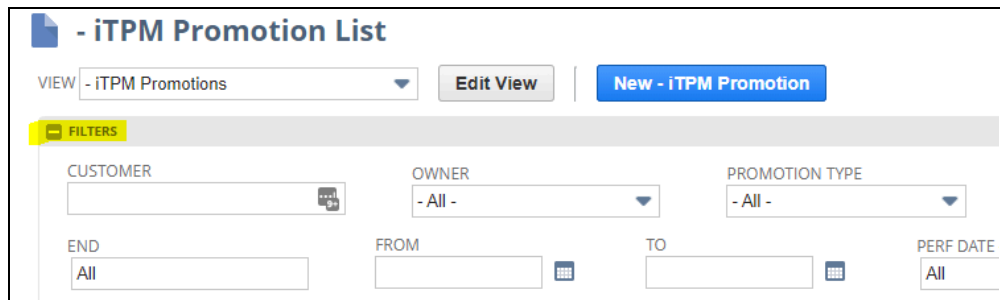 - iTPM Promotion List
VIEW - iTPM Promotions Edit View New - iTPM Promotion
FILTERS
CUSTOMER OWNER PROMOTION TYPE
- All - - All -
END FROM TO PERF DATE
All All